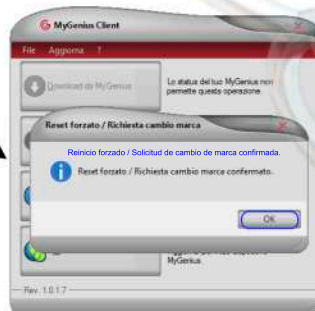 MyGenius Client
File Aggiorna ?
Download da MyGenius
Lo status del tuo MyGenius non
permette questa operazione.
Reset forzato / Richiesta cambio marca
Reinicio forzado / Solicitud de cambio de marca confirmada.
Reset forzato / Richiesta cambio marca confermato.
OK
MyGenius.
Rev. 1.0.1.7